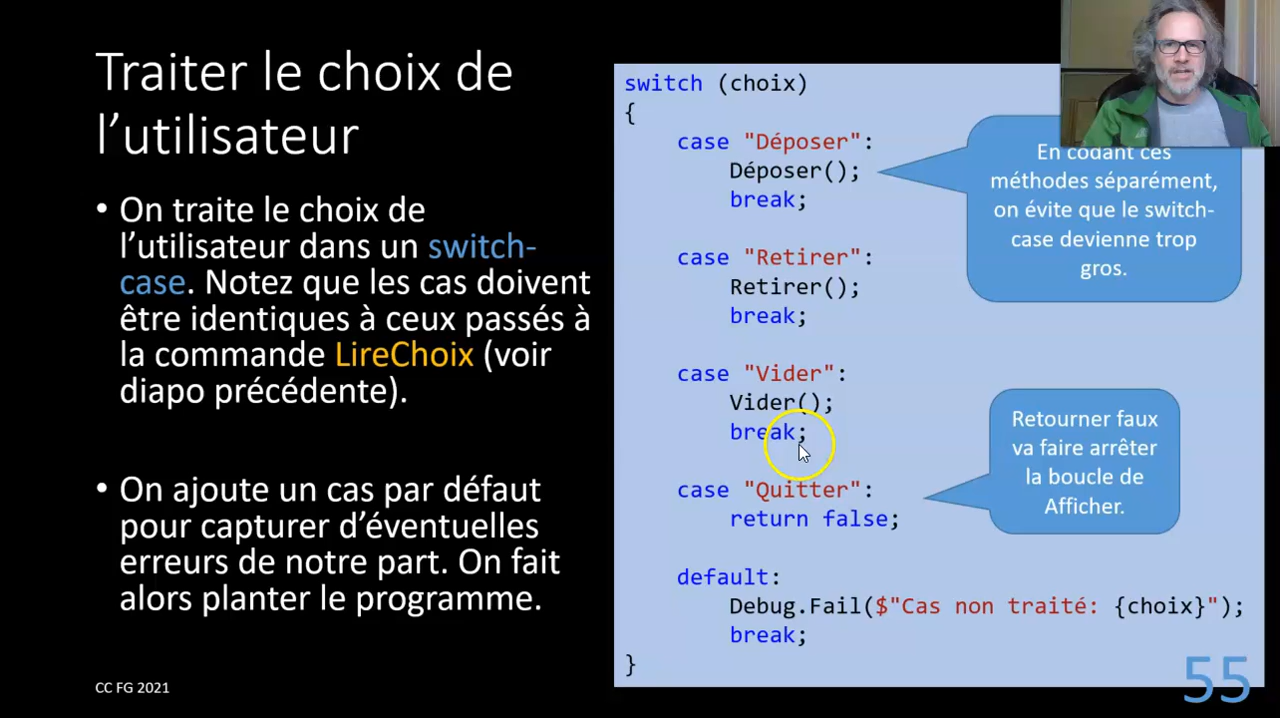 Traiter le choix de
l'utilisateur
• On traite le choix de
l'utilisateur dans un switch-
case. Notez que les cas doivent
être identiques à ceux passés à
la commande LireChoix (voir
diapo précédente).
• On ajoute un cas par défaut
pour capturer d'éventuelles
erreurs de notre part. On fait
alors planter le programme.
CC FG 2021
switch (choix)
{
case "Déposer":
Déposer();
break;
case "Retirer":
Retirer();
break;
case "Vider":
Vider();
break;
case "Quitter":
return false;
default:
Debug.Fail($"Cas non traité: {choix}");
break;
}
En codant ces
méthodes séparément,
on évite que le switch-
case devienne trop
gros.
Retourner faux
va faire arrêter
la boucle de
Afficher.
55